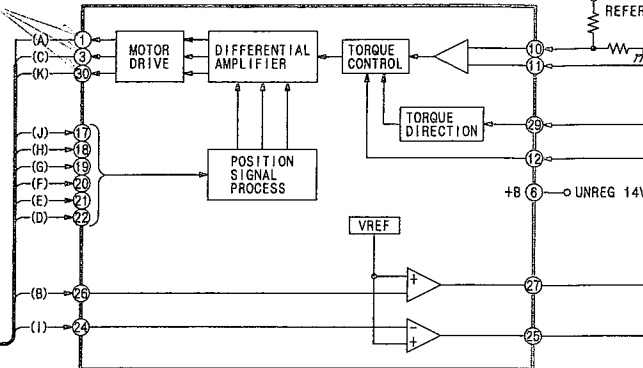 REFER
(A) 1 MOTOR DRIVE DIFFERENTIAL AMPLIFIER TORQUE CONTROL 10
(C) 3 11
(K) 30
(J) 17 TORQUE DIRECTION 29
(H) 18
(G) 19 POSITION SIGNAL PROCESS 12
(F) 20
(E) 21 +B 6 UNREG 14V
(D) 22
VREF
(B) 26 + 27
(I) 24 - + 25